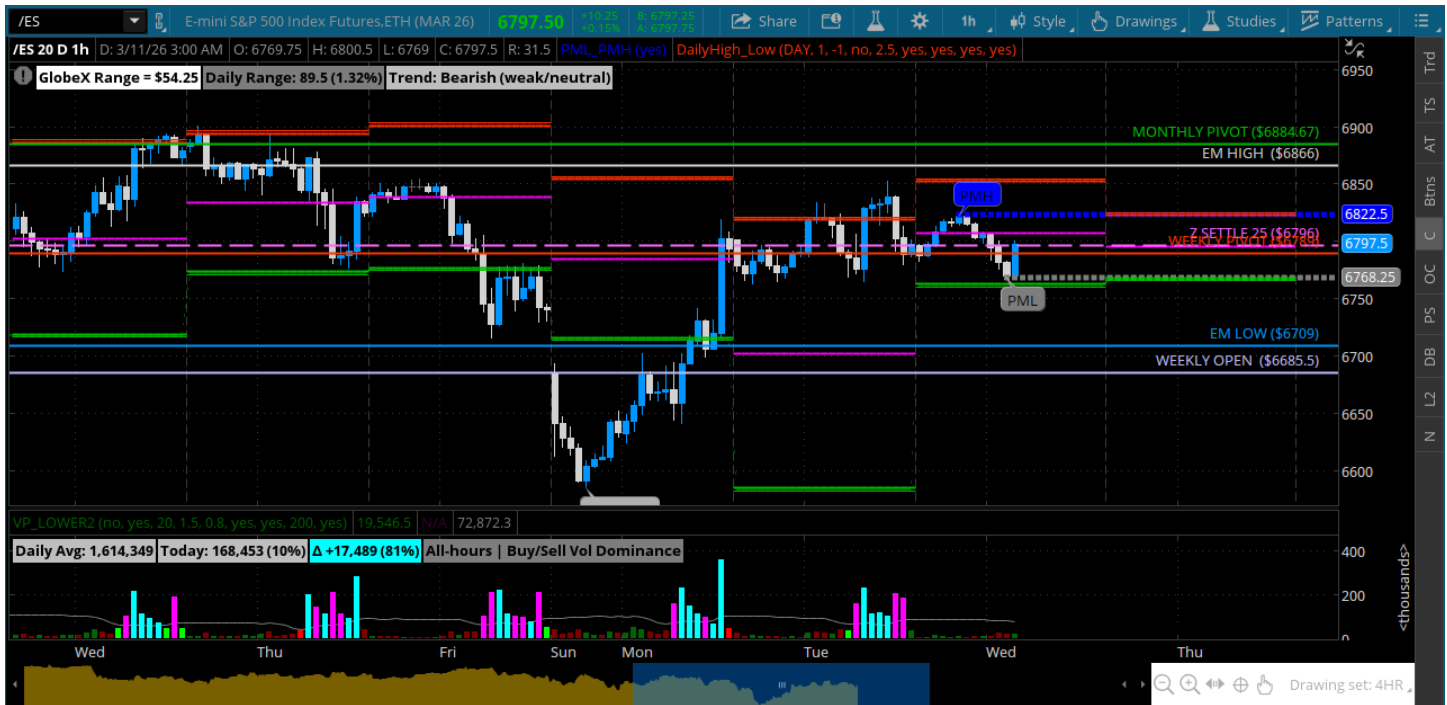 /ES E-mini S&P 500 Index Futures,ETH (MAR 26) 6797.50 +10.25 +0.15% B: 6797.25 A: 6797.75 Share 1h Style Drawings Studies Patterns
/ES 20 D 1h D: 3/11/26 3:00 AM O: 6769.75 H: 6800.5 L: 6769 C: 6797.5 R: 31.5 PML_PMH (yes) DailyHigh_Low (DAY, 1, -1, no, 2.5, yes, yes, yes, yes)
GlobeX Range = $54.25 Daily Range: 89.5 (1.32%) Trend: Bearish (weak/neutral)
6950
6900
MONTHLY PIVOT ($6884.67)
EM HIGH ($6866)
6850
PMH
6822.5
Z SETTLE 25 ($6796)
WEEKLY PIVOT ($6789)
6797.5
6768.25
PML
6750
EM LOW ($6709)
6700
WEEKLY OPEN ($6685.5)
6650
6600
VP_LOWER2 (no, yes, 20, 1.5, 0.8, yes, yes, 200, yes) 19,546.5 N/A 72,872.3
Daily Avg: 1,614,349 Today: 168,453 (10%) Δ +17,489 (81%) All-hours | Buy/Sell Vol Dominance
400
200
0
<thousands>
Wed Thu Fri Sun Mon Tue Wed Thu
Drawing set: 4HR
Trd
TS
AT
Btns
C
OC
PS
DB
L2
N